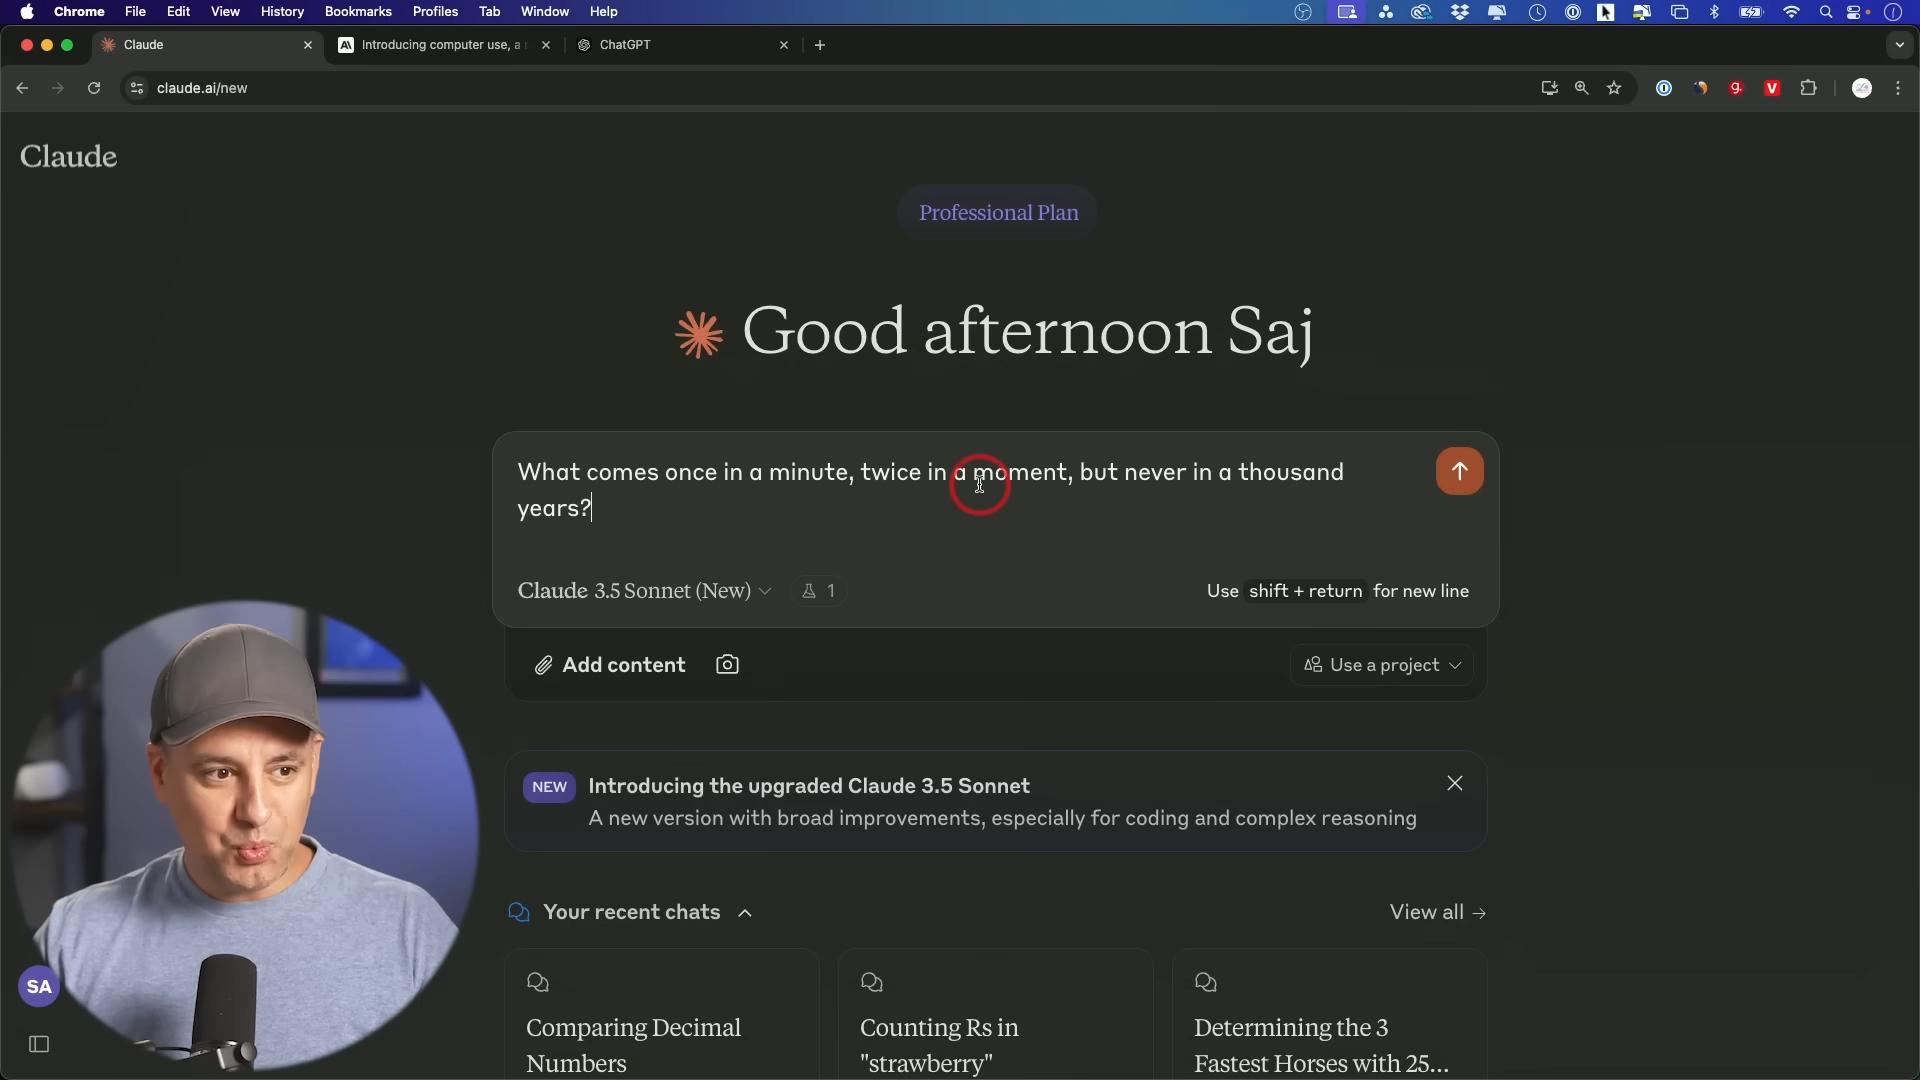 Chrome File Edit View History Bookmarks Profiles Tab Window Help
Claude
Introducing computer use, a
ChatGPT
claude.ai/new
Claude
Professional Plan
Good afternoon Saj
What comes once in a minute, twice in a moment, but never in a thousand
years?
Claude 3.5 Sonnet (New) 1
Use shift + return for new line
Add content
Use a project
NEW Introducing the upgraded Claude 3.5 Sonnet
A new version with broad improvements, especially for coding and complex reasoning
Your recent chats
View all →
SA
Comparing Decimal
Numbers
Counting Rs in
"strawberry"
Determining the 3
Fastest Horses with 25...